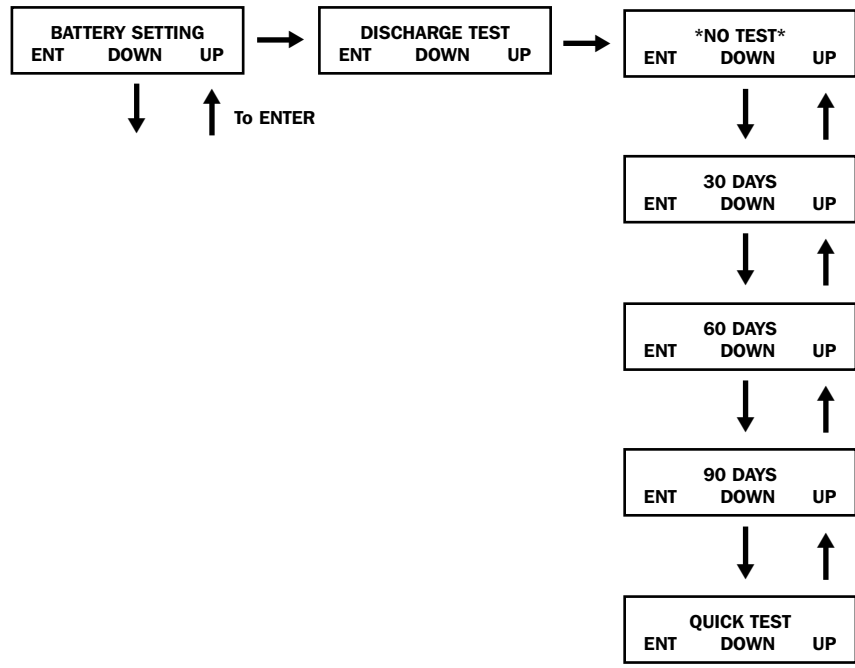 BATTERY SETTING
ENT DOWN UP
DISCHARGE TEST
ENT DOWN UP
*NO TEST*
ENT DOWN UP
To ENTER
30 DAYS
ENT DOWN UP
60 DAYS
ENT DOWN UP
90 DAYS
ENT DOWN UP
QUICK TEST
ENT DOWN UP